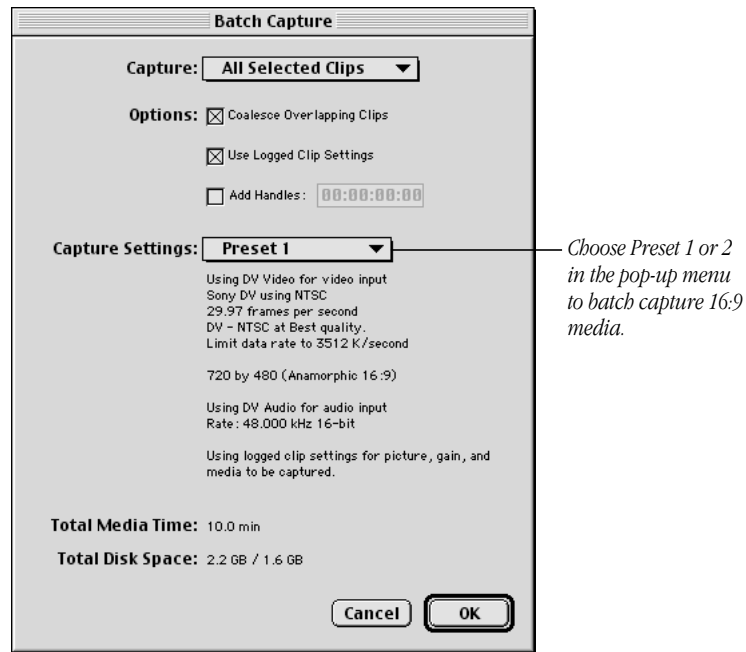 Batch Capture
Capture: All Selected Clips
Options: Coalesce Overlapping Clips
Use Logged Clip Settings
Add Handles: 00:00:00:00
Capture Settings: Preset 1
Choose Preset 1 or 2
in the pop-up menu
to batch capture 16:9
media.
Using DV Video for video input
Sony DV using NTSC
29.97 frames per second
DV - NTSC at Best quality.
Limit data rate to 3512 K/second
720 by 480 (Anamorphic 16:9)
Using DV Audio for audio input
Rate: 48.000 kHz 16-bit
Using logged clip settings for picture, gain, and
media to be captured.
Total Media Time: 10.0 min
Total Disk Space: 2.2 GB / 1.6 GB
Cancel OK